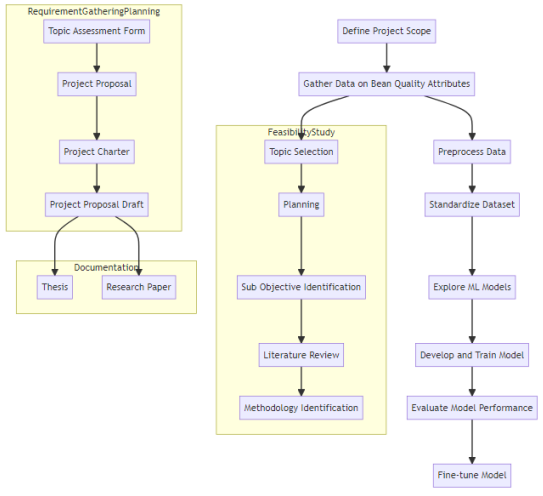 RequirementGatheringPlanning
Topic Assessment Form
Project Proposal
Project Charter
Project Proposal Draft
Documentation
Thesis
Research Paper
Define Project Scope
Gather Data on Bean Quality Attributes
FeasibilityStudy
Topic Selection
Planning
Sub Objective Identification
Literature Review
Methodology Identification
Preprocess Data
Standardize Dataset
Explore ML Models
Develop and Train Model
Evaluate Model Performance
Fine-tune Model